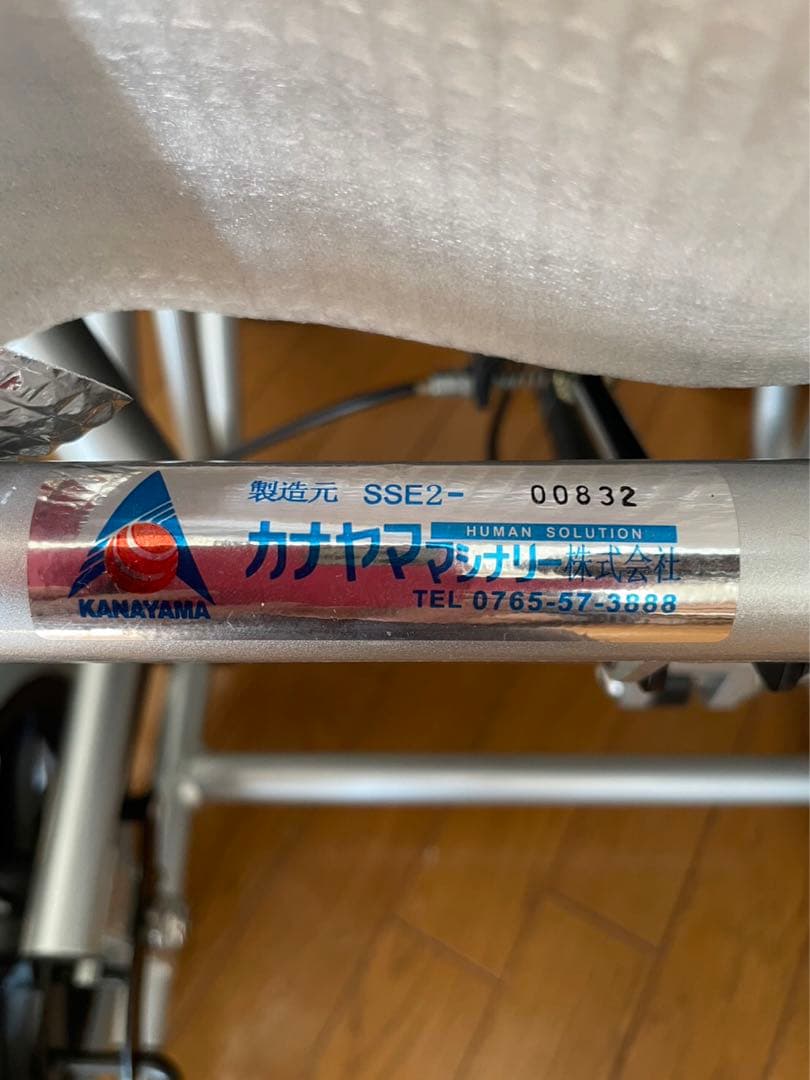 製造元 SSE2- 00832
HUMAN SOLUTION
カナヤママシナリー株式会社
TEL 0765-57-3888
KANAYAMA